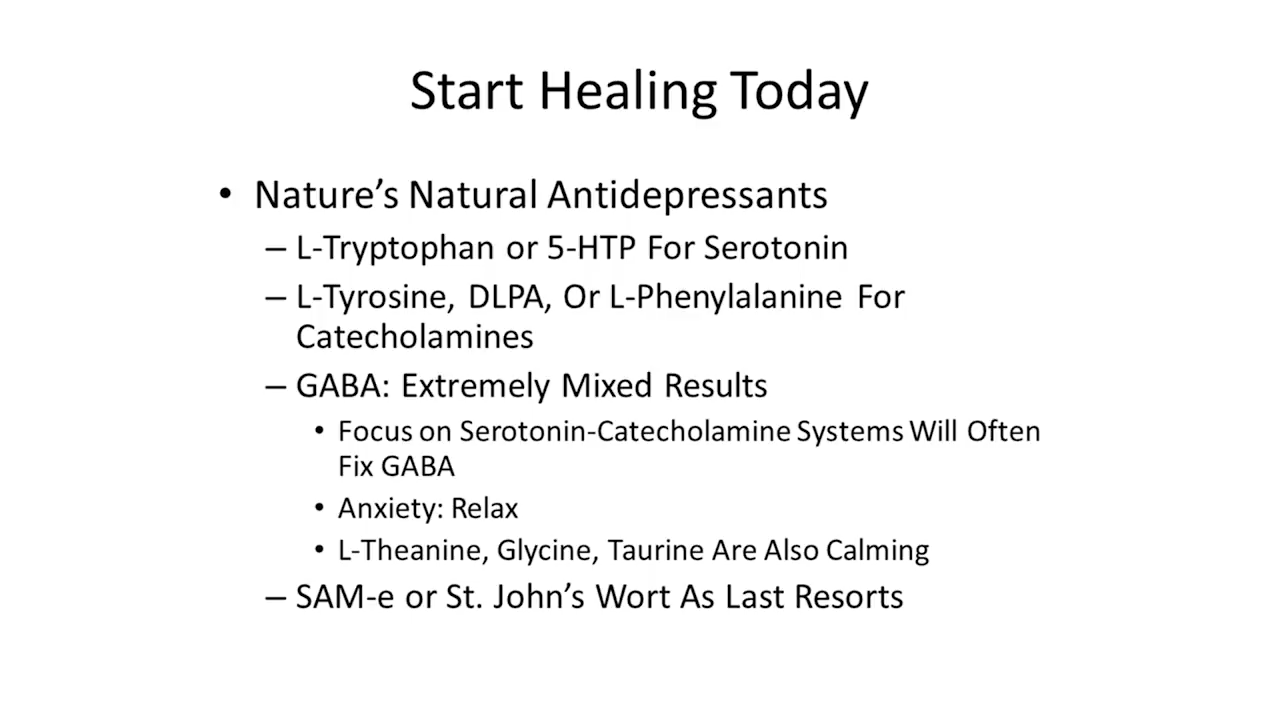 Start Healing Today
• Nature’s Natural Antidepressants
– L-Tryptophan or 5-HTP For Serotonin
– L-Tyrosine, DLPA, Or L-Phenylalanine For
Catecholamines
– GABA: Extremely Mixed Results
• Focus on Serotonin-Catecholamine Systems Will Often
Fix GABA
• Anxiety: Relax
• L-Theanine, Glycine, Taurine Are Also Calming
– SAM-e or St. John’s Wort As Last Resorts